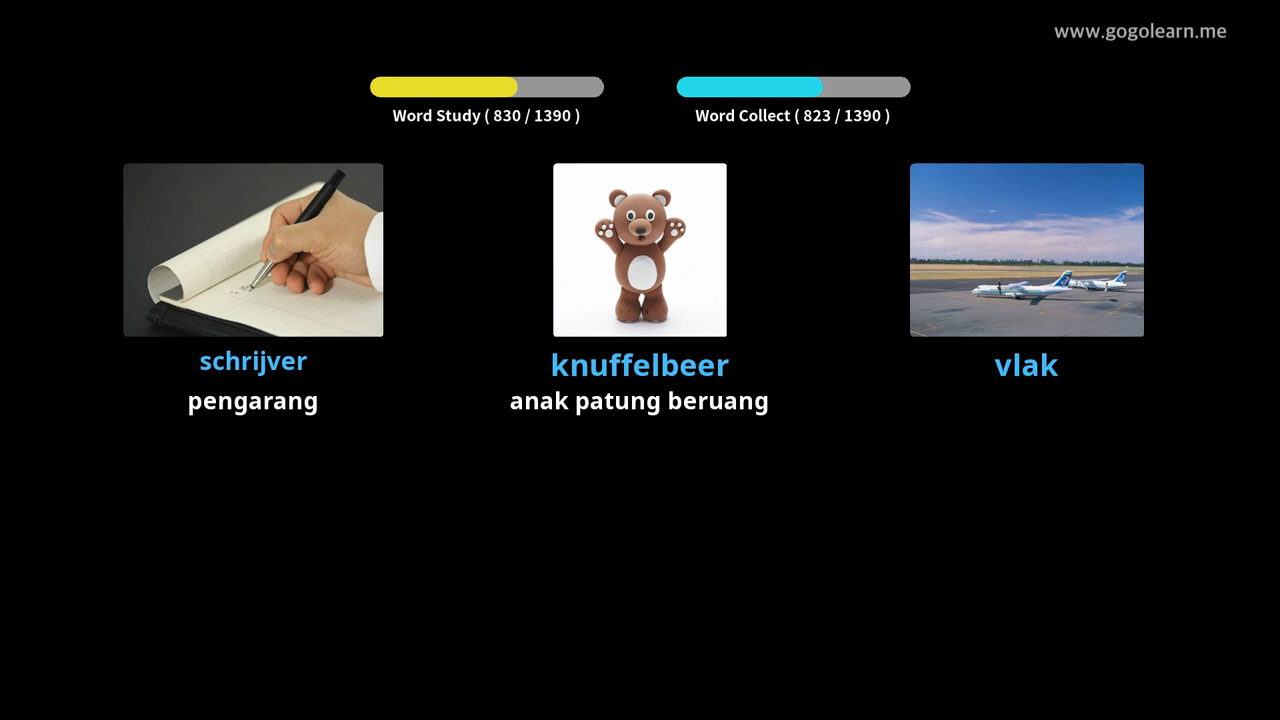 www.gogolearn.me
Word Study ( 830 / 1390 )
Word Collect ( 823 / 1390 )
schrijver
knuffelbeer
vlak
pengarang
anak patung beruang